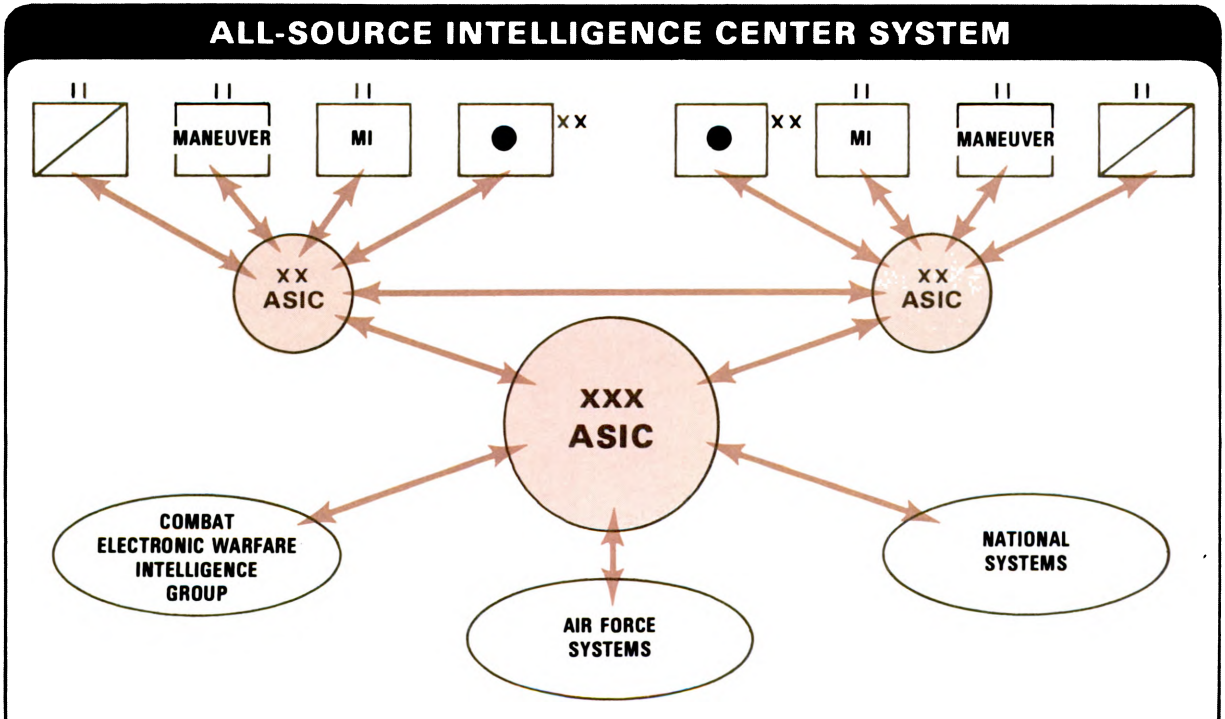 ALL-SOURCE INTELLIGENCE CENTER SYSTEM
II II II II II II
MANEUVER MI XX XX MI MANEUVER
XX
ASIC
XX
ASIC
XXX
ASIC
COMBAT
ELECTRONIC WARFARE
INTELLIGENCE
GROUP
NATIONAL
SYSTEMS
AIR FORCE
SYSTEMS